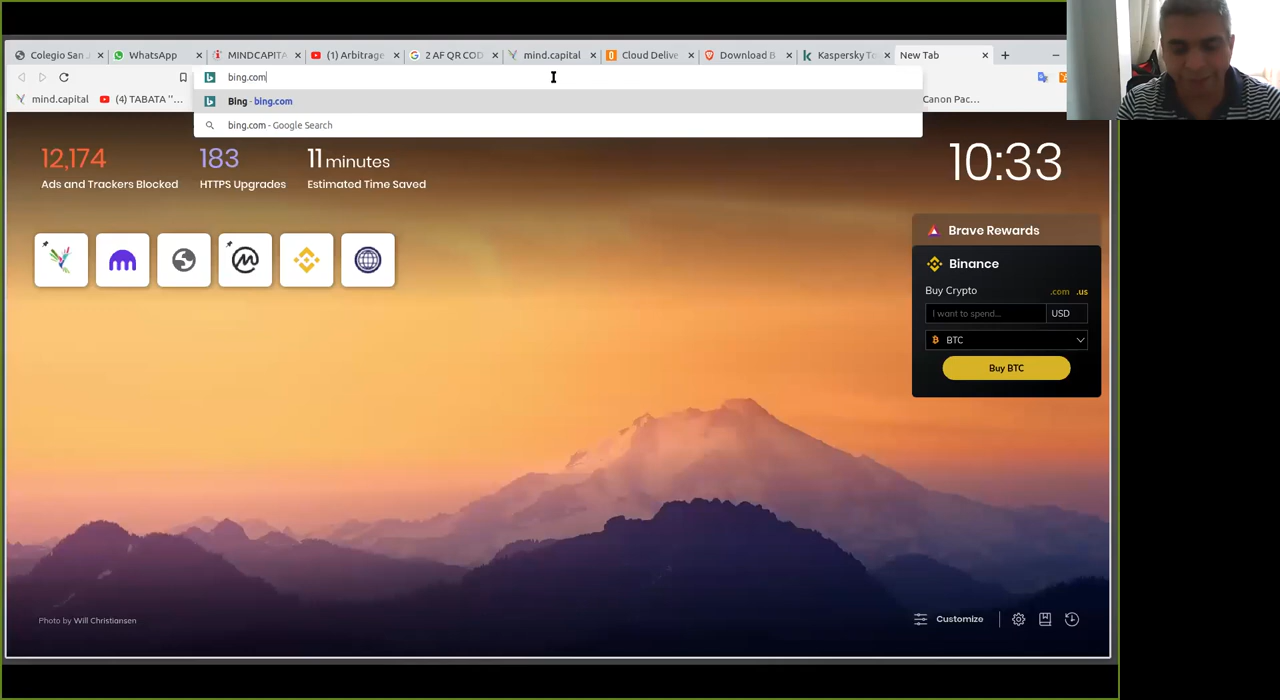 Colegio San J
WhatsApp
MINDCAPITA
(1) Arbitrage
2 AF QR COD
mind.capital
Cloud Delive
Download B
Kaspersky To
New Tab
bing.com
mind.capital
(4) TABATA "...
Canon Pac...
Bing - bing.com
bing.com - Google Search
12,174
Ads and Trackers Blocked
183
HTTPS Upgrades
11 minutes
Estimated Time Saved
10:33
Brave Rewards
Binance
Buy Crypto
.com .us
I want to spend...
USD
BTC
Buy BTC
Photo by Will Christiansen
Customize